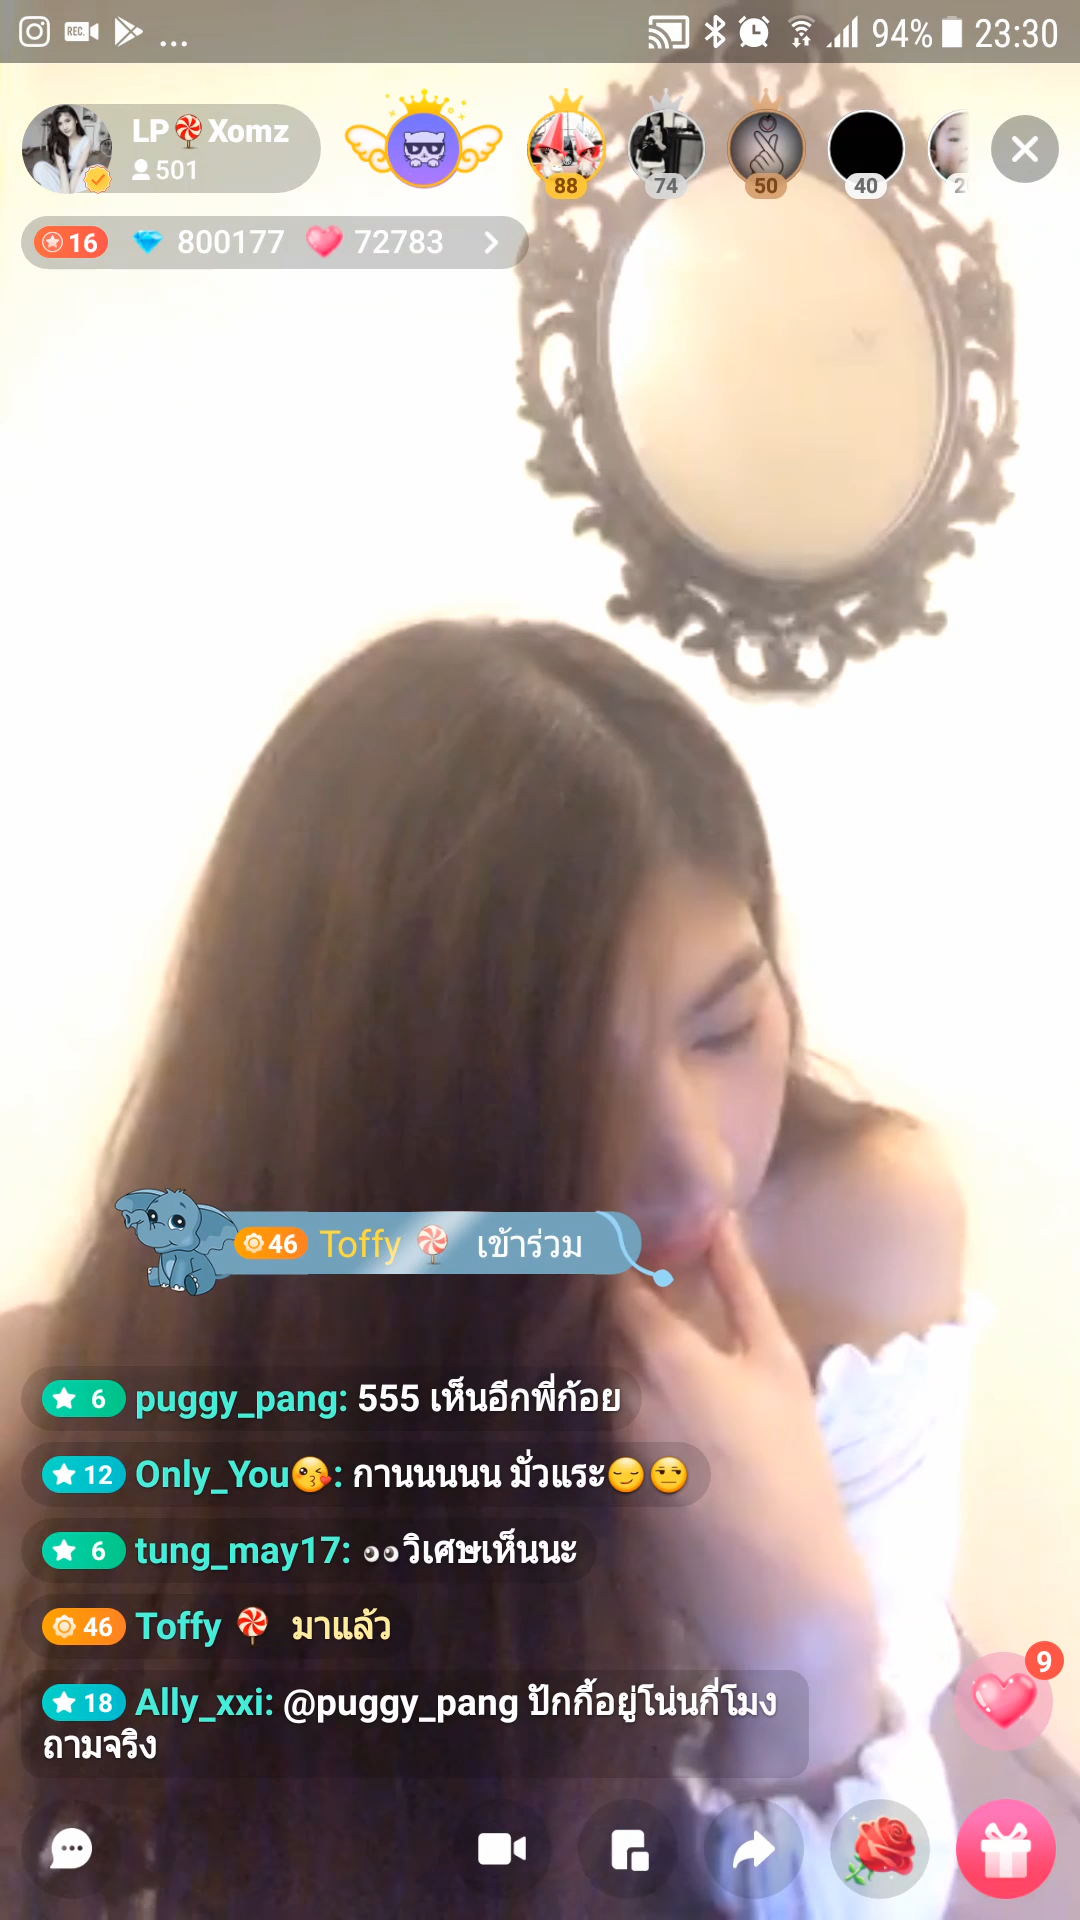 REC.
... 94% 23:30
LP🍭Xomz
501
88 74 50 40
16 800177 72783
46 Toffy 🍭 เข้าร่วม
6 puggy_pang: 555 เห็นอีกพี่ก้อย
12 Only_You😘: กานนนนน มั่วแระ😏😒
6 tung_may17: 👀วิเศษเห็นนะ
46 Toffy 🍭 มาแล้ว
9
18 Ally_xxi: @puggy_pang ปักกิ้อยู่โน่นกี่โมง
ถามจริง